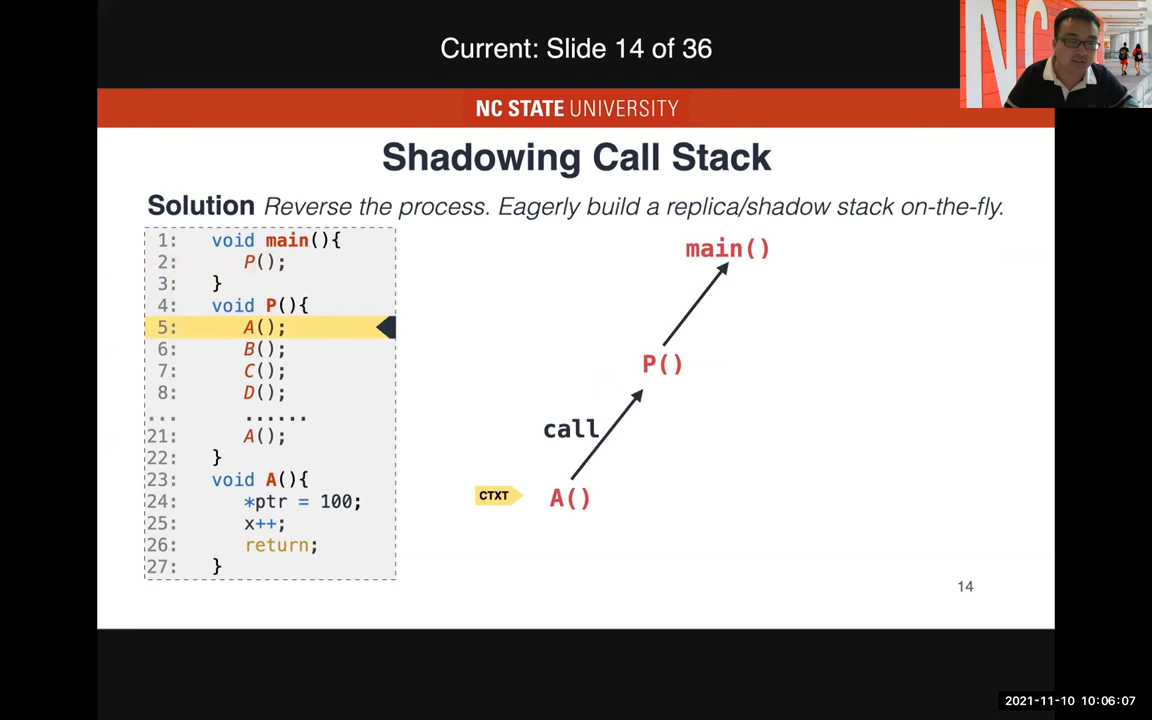 Current: Slide 14 of 36
NC STATE UNIVERSITY
Shadowing Call Stack
Solution Reverse the process. Eagerly build a replica/shadow stack on-the-fly.
1: void main(){
2: P();
3: }
4: void P(){
5: A();
6: B();
7: C();
8: D();
... ......
21: A();
22: }
23: void A(){
24: *ptr = 100;
25: x++;
26: return;
27: }
main()
P()
call
CTXT A()
14
NC
2021-11-10 10:06:07